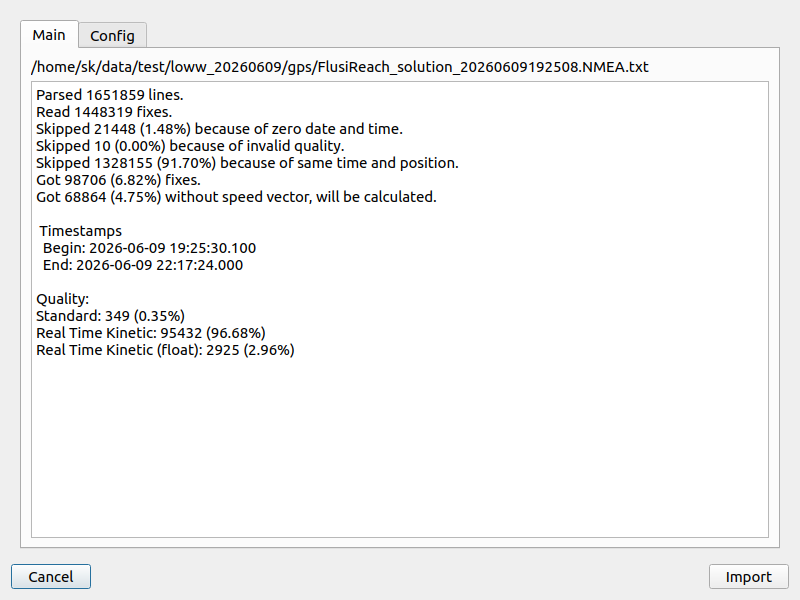 Main Config
/home/sk/data/test/loww_20260609/gps/FlusiReach_solution_20260609192508.NMEA.txt
Parsed 1651859 lines.
Read 1448319 fixes.
Skipped 21448 (1.48%) because of zero date and time.
Skipped 10 (0.00%) because of invalid quality.
Skipped 1328155 (91.70%) because of same time and position.
Got 98706 (6.82%) fixes.
Got 68864 (4.75%) without speed vector, will be calculated.
Timestamps
Begin: 2026-06-09 19:25:30.100
End: 2026-06-09 22:17:24.000
Quality:
Standard: 349 (0.35%)
Real Time Kinetic: 95432 (96.68%)
Real Time Kinetic (float): 2925 (2.96%)
Cancel Import